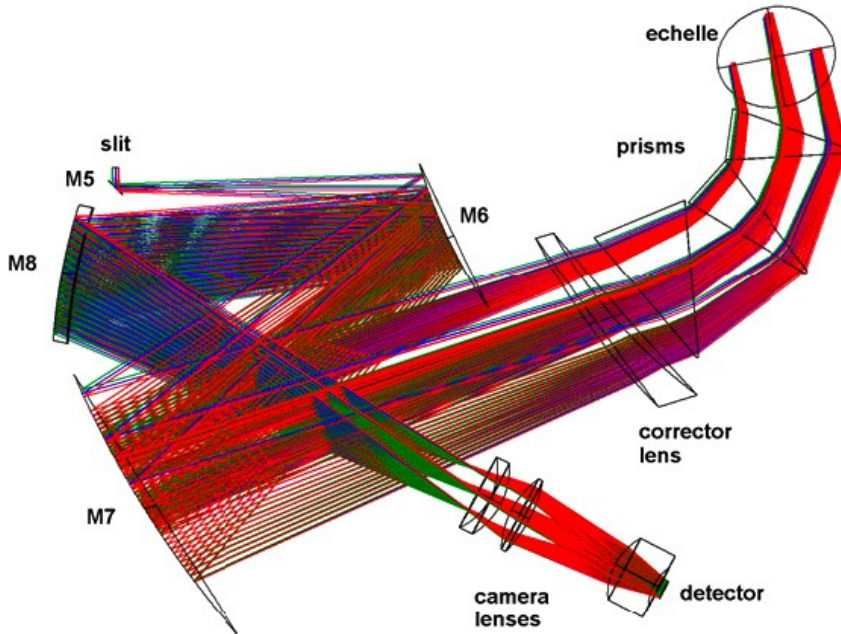 echelle
prisms
slit
M5
M6
M8
corrector
lens
M7
camera
lenses
detector